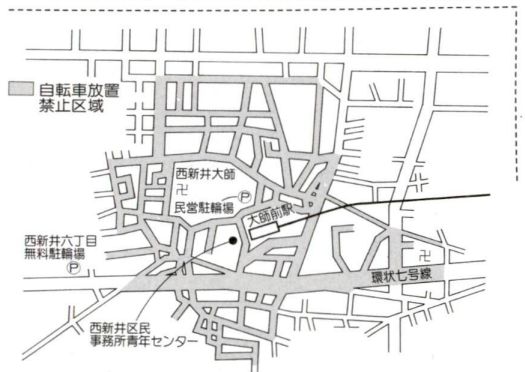 自転車放置
禁止区域
西新井大師
卍
民営駐輪場
P
大師前駅
西新井六丁目
無料駐輪場
P
卍
環状七号線
西新井区民
事務所青年センター